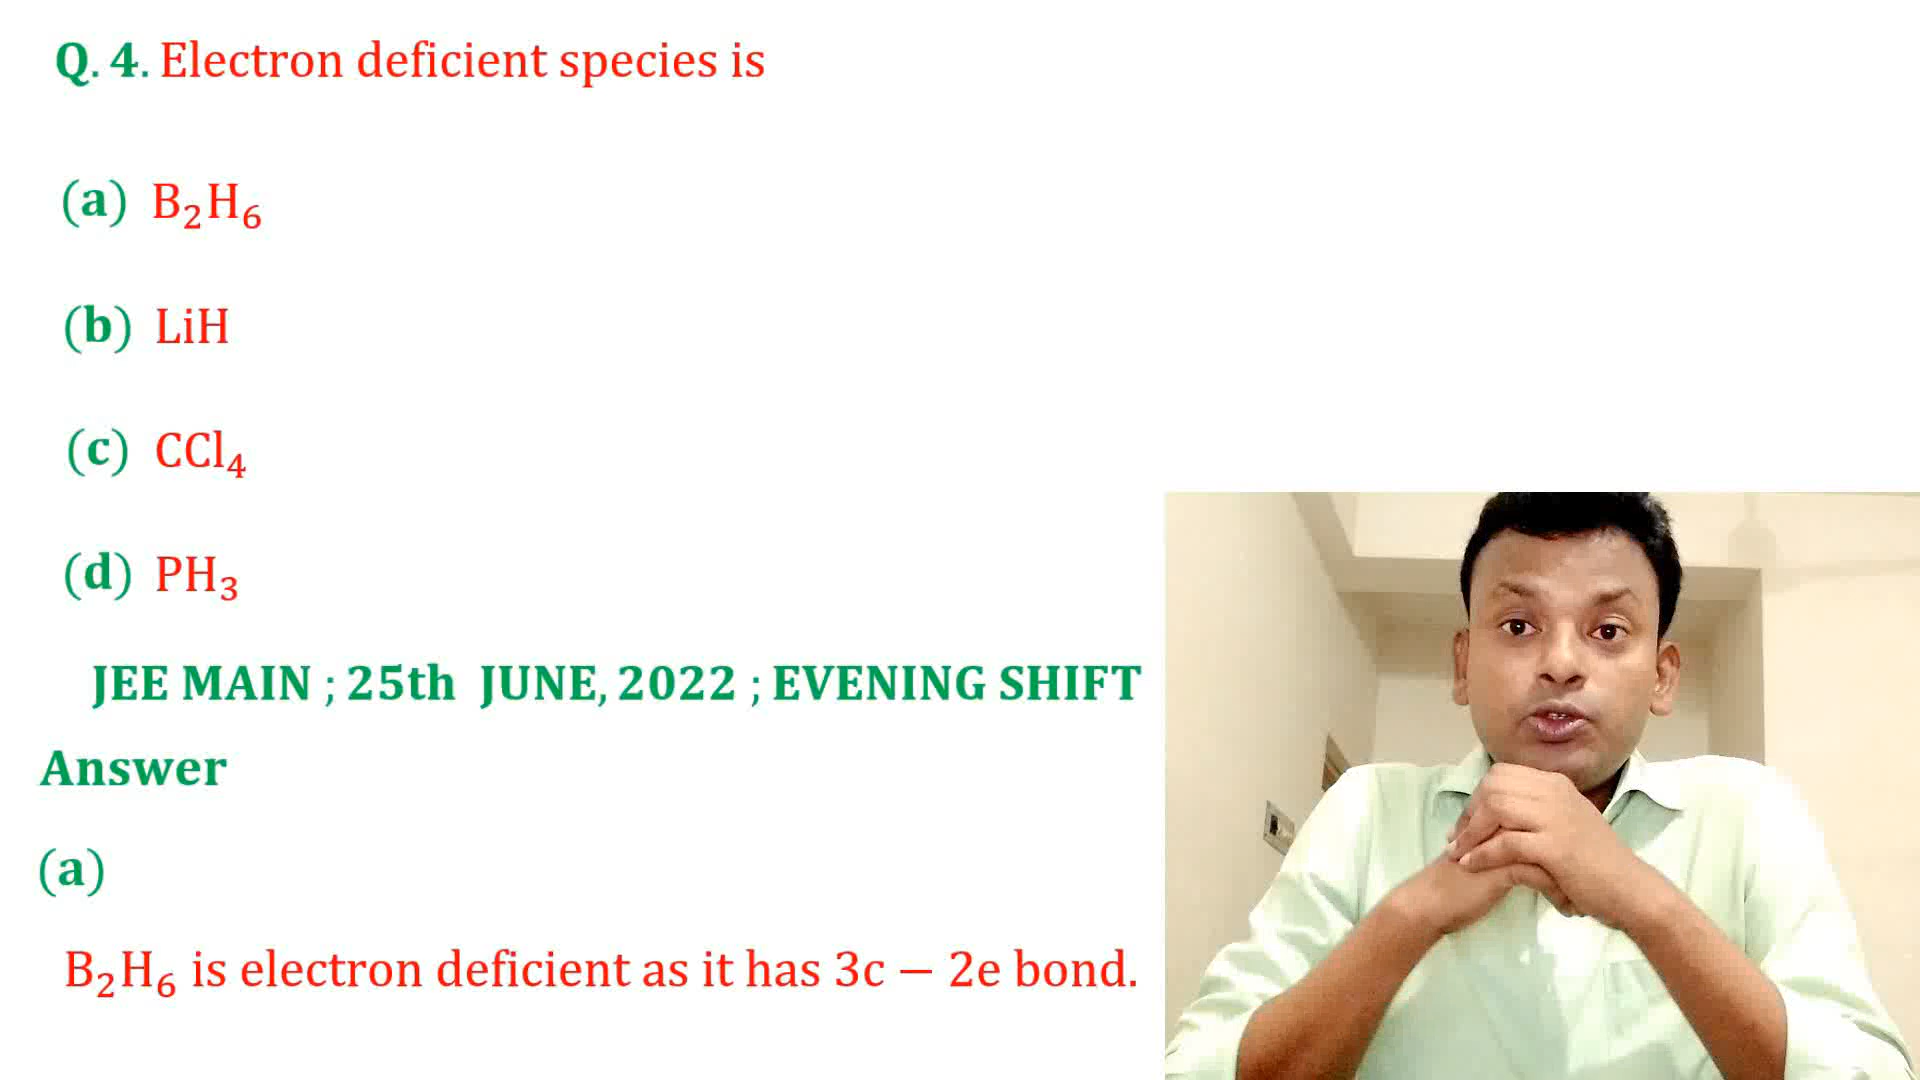 Q. 4. Electron deficient species is
(a) B₂H₆
(b) LiH
(c) CCl₄
(d) PH₃
JEE MAIN ; 25th JUNE, 2022 ; EVENING SHIFT
Answer
(a)
B₂H₆ is electron deficient as it has 3c − 2e bond.